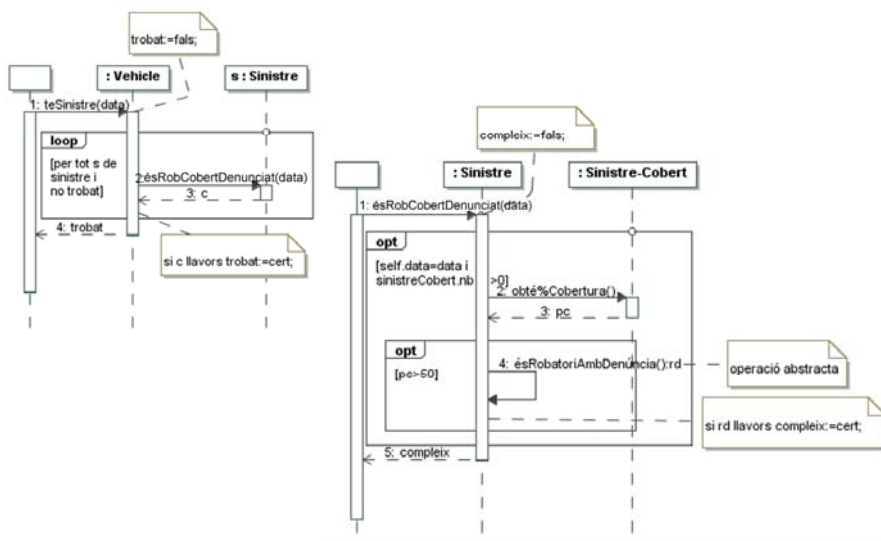 trobat:=fals;
: Vehicle
s : Sinistre
1: teSinistre(data)
loop
[per tot s de
sinistre i
no trobat]
2:ésRobCobertDenunciat(data)
3: c
4: trobat
si c llavors trobat:=cert;
compleix:=fals;
: Sinistre
: Sinistre-Cobert
1: ésRobCobertDenunciat(data)
opt
[self.data=data i
sinistreCobert.nb >0]
2: obté%Cobertura()
3: pc
opt
[pc>50]
4: ésRobatoriAmbDenúncia():rd
operació abstracta
si rd llavors compleix:=cert;
5: compleix